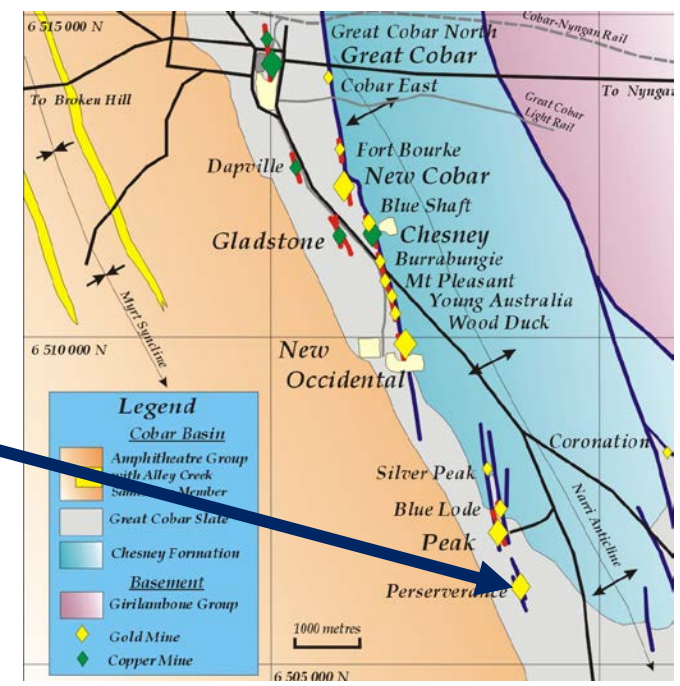 6 515 000 N
Great Cobar North
Cobar-Nyngan Rail
Great Cobar
Cobar East
To Broken Hill
To Nyngan
Great Cobar
Light Rail
Fort Bourke
Dapville
New Cobar
Blue Shaft
Gladstone
Chesney
Burrabungie
Mt Pleasant
Young Australia
Wood Duck
Myrt Syncline
6 510 000 N
New
Occidental
Legend
Cobar Basin
Amphitheatre Group
with Alley Creek
Member
Great Cobar Slate
Chesney Formation
Basement
Girilambone Group
Gold Mine
Copper Mine
Coronation
Silver Peak
Blue Lode
Peak
Narri Anticline
Perserverance
1000 metres
6 505 000 N